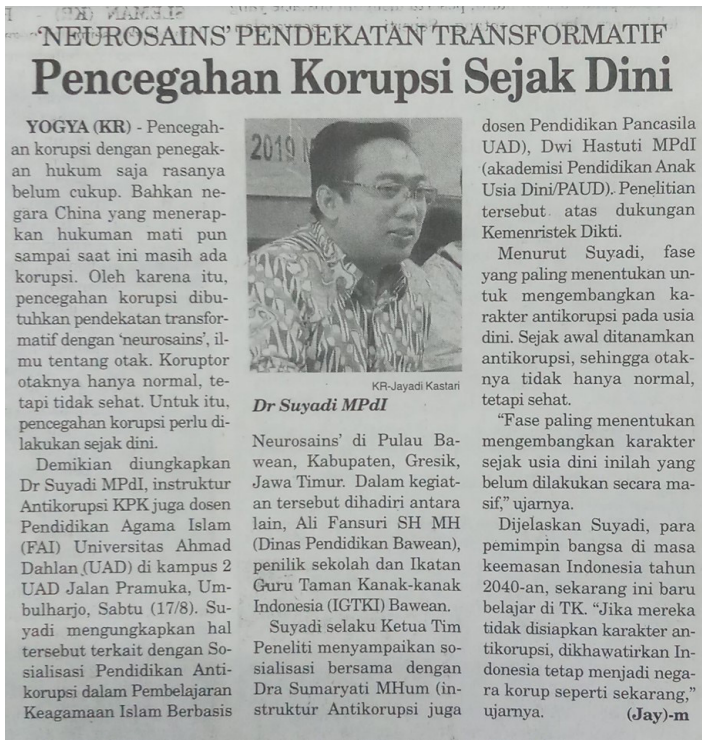 'NEUROSAINS' PENDEKATAN TRANSFORMATIF
Pencegahan Korupsi Sejak Dini
YOGYA (KR) - Pencegah-
an korupsi dengan penegak-
an hukum saja rasanya
belum cukup. Bahkan ne-
gara China yang menerap-
kan hukuman mati pun
sampai saat ini masih ada
korupsi. Oleh karena itu,
pencegahan korupsi dibu-
tuhkan pendekatan transfor-
matif dengan 'neurosains', il-
mu tentang otak. Koruptor
otaknya hanya normal, te-
tapi tidak sehat. Untuk itu,
pencegahan korupsi perlu di-
lakukan sejak dini.
Demikian diungkapkan
Dr Suyadi MPdI, instruktur
Antikorupsi KPK juga dosen
Pendidikan Agama Islam
(FAI) Universitas Ahmad
Dahlan (UAD) di kampus 2
UAD Jalan Pramuka, Um-
bulharjo, Sabtu (17/8). Su-
yadi mengungkapkan hal
tersebut terkait dengan So-
sialisasi Pendidikan Anti-
korupsi dalam Pembelajaran
Keagamaan Islam Berbasis
2019
KR-Jayadi Kastari
Dr Suyadi MPdI
Neurosains' di Pulau Ba-
wean, Kabupaten, Gresik,
Jawa Timur. Dalam kegiat-
an tersebut dihadiri antara
lain, Ali Fansuri SH MH
(Dinas Pendidikan Bawean),
penilik sekolah dan Ikatan
Guru Taman Kanak-kanak
Indonesia (IGTKI) Bawean.
Suyadi selaku Ketua Tim
Peneliti menyampaikan so-
sialisasi bersama dengan
Dra Sumaryati MHum (in-
struktur Antikorupsi juga
dosen Pendidikan Pancasila
UAD), Dwi Hastuti MPdI
(akademisi Pendidikan Anak
Usia Dini/PAUD). Penelitian
tersebut atas dukungan
Kemenristek Dikti.
Menurut Suyadi, fase
yang paling menentukan un-
tuk mengembangkan ka-
rakter antikorupsi pada usia
dini. Sejak awal ditanamkan
antikorupsi, sehingga otak-
nya tidak hanya normal,
tetapi sehat.
"Fase paling menentukan
mengembangkan karakter
sejak usia dini inilah yang
belum dilakukan secara ma-
sif," ujarnya.
Dijelaskan Suyadi, para
pemimpin bangsa di masa
keemasan Indonesia tahun
2040-an, sekarang ini baru
belajar di TK. "Jika mereka
tidak disiapkan karakter an-
tikorupsi, dikhawatirkan In-
donesia tetap menjadi nega-
ra korup seperti sekarang,"
ujarnya. (Jay)-m